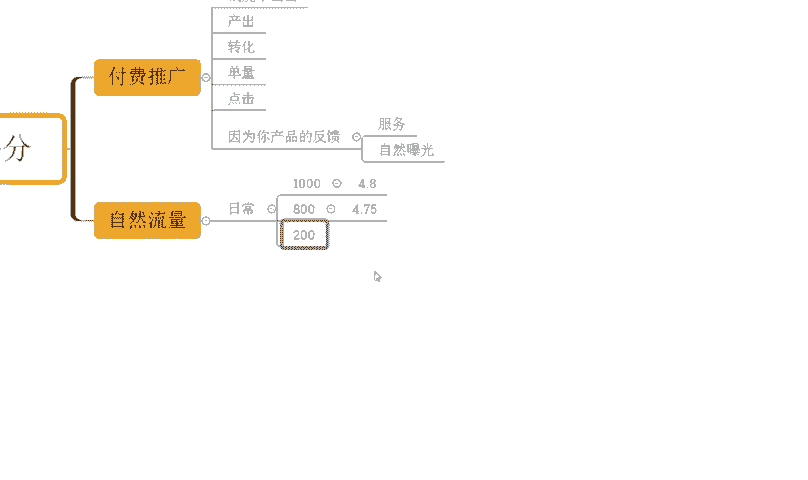 产出
转化
付费推广
单量
点击
服务
因为你产品的反馈
自然曝光
分
1000
4.8
日常
800
4.75
自然流量
200